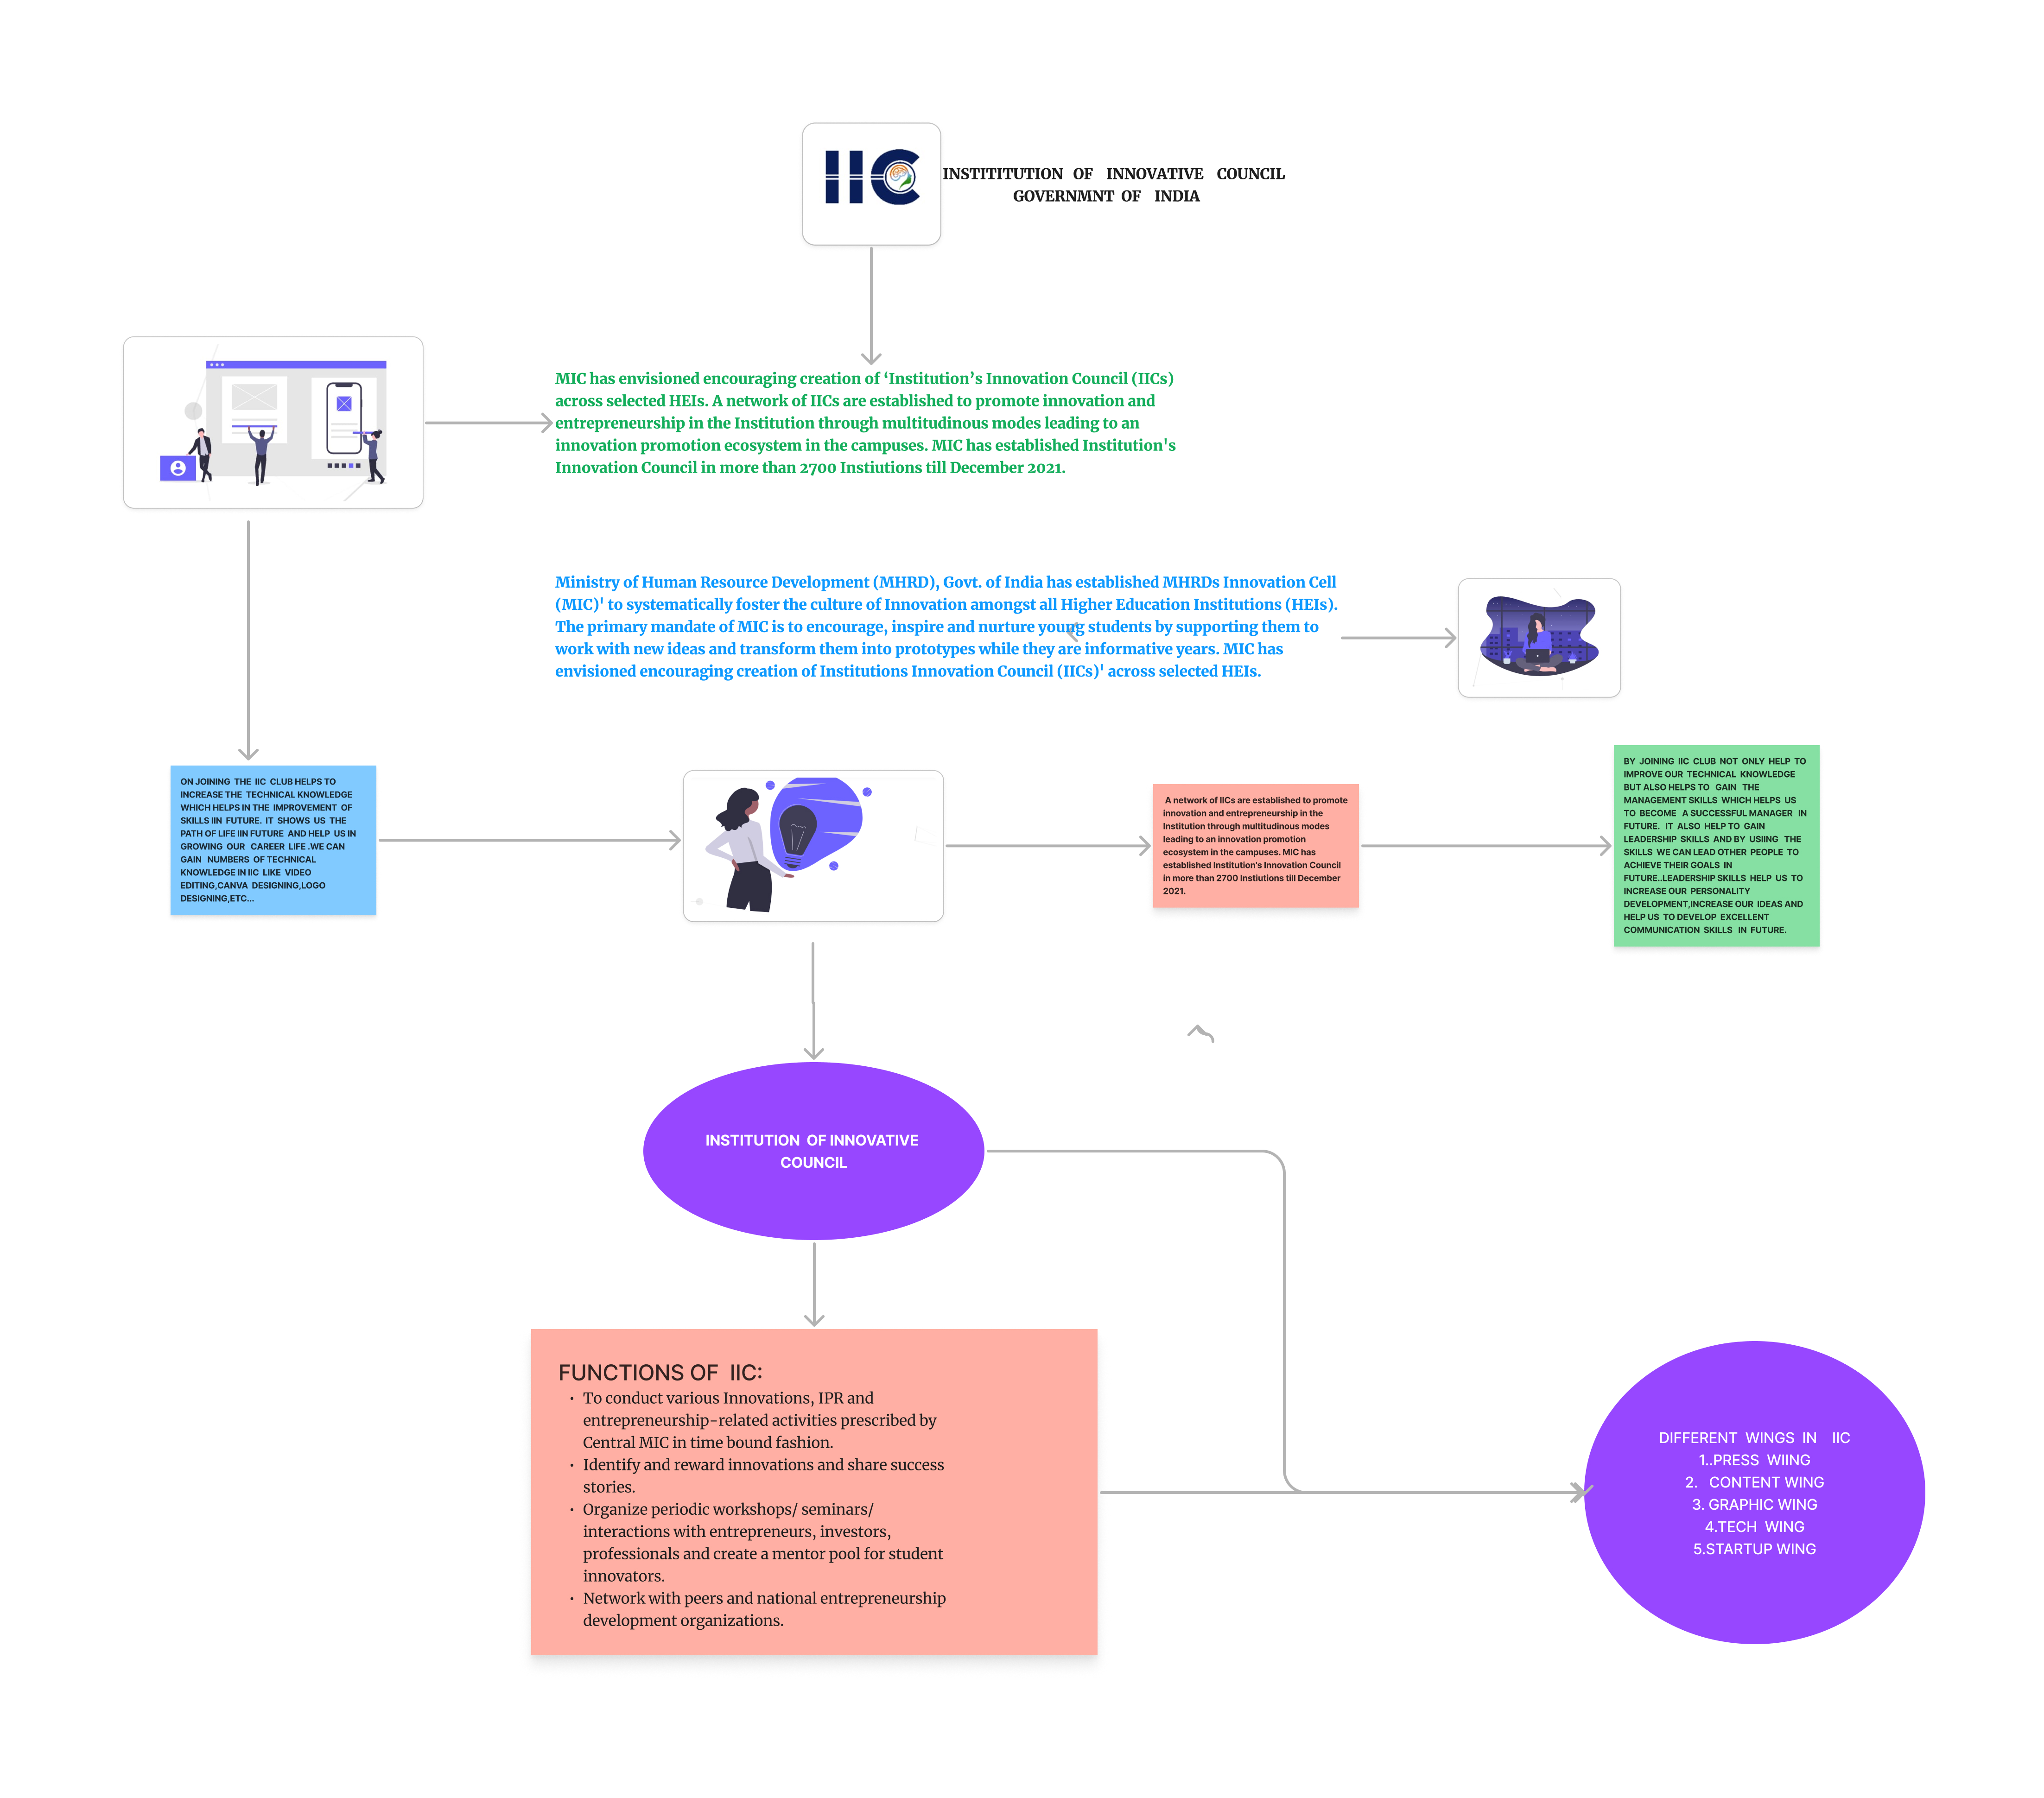 IIC
INSTITITUTION OF INNOVATIVE COUNCIL
GOVERNMNT OF INDIA
MIC has envisioned encouraging creation of ‘Institution’s Innovation Council (IICs)
across selected HEIs. A network of IICs are established to promote innovation and
entrepreneurship in the Institution through multitudinous modes leading to an
innovation promotion ecosystem in the campuses. MIC has established Institution's
Innovation Council in more than 2700 Instiutions till December 2021.
Ministry of Human Resource Development (MHRD), Govt. of India has established MHRDs Innovation Cell
(MIC)' to systematically foster the culture of Innovation amongst all Higher Education Institutions (HEIs).
The primary mandate of MIC is to encourage, inspire and nurture young students by supporting them to
work with new ideas and transform them into prototypes while they are informative years. MIC has
envisioned encouraging creation of Institutions Innovation Council (IICs)' across selected HEIs.
ON JOINING THE IIC CLUB HELPS TO
INCREASE THE TECHNICAL KNOWLEDGE
WHICH HELPS IN THE IMPROVEMENT OF
SKILLS IIN FUTURE. IT SHOWS US THE
PATH OF LIFE IIN FUTURE AND HELP US IN
GROWING OUR CAREER LIFE .WE CAN
GAIN NUMBERS OF TECHNICAL
KNOWLEDGE IN IIC LIKE VIDEO
EDITING,CANVA DESIGNING,LOGO
DESIGNING,ETC...
A network of IICs are established to promote
innovation and entrepreneurship in the
Institution through multitudinous modes
leading to an innovation promotion
ecosystem in the campuses. MIC has
established Institution's Innovation Council
in more than 2700 Instiutions till December
2021.
BY JOINING IIC CLUB NOT ONLY HELP TO
IMPROVE OUR TECHNICAL KNOWLEDGE
BUT ALSO HELPS TO GAIN THE
MANAGEMENT SKILLS WHICH HELPS US
TO BECOME A SUCCESSFUL MANAGER IN
FUTURE. IT ALSO HELP TO GAIN
LEADERSHIP SKILLS AND BY USIING THE
SKILLS WE CAN LEAD OTHER PEOPLE TO
ACHIEVE THEIR GOALS IN
FUTURE..LEADERSHIP SKILLS HELP US TO
INCREASE OUR PERSONALITY
DEVELOPMENT,INCREASE OUR IDEAS AND
HELP US TO DEVELOP EXCELLENT
COMMUNICATION SKILLS IN FUTURE.
INSTITUTION OF INNOVATIVE
COUNCIL
FUNCTIONS OF IIC:
• To conduct various Innovations, IPR and
entrepreneurship-related activities prescribed by
Central MIC in time bound fashion.
• Identify and reward innovations and share success
stories.
• Organize periodic workshops/ seminars/
interactions with entrepreneurs, investors,
professionals and create a mentor pool for student
innovators.
• Network with peers and national entrepreneurship
development organizations.
DIFFERENT WINGS IN IIC
1..PRESS WIING
2. CONTENT WING
3. GRAPHIC WING
4.TECH WING
5.STARTUP WING